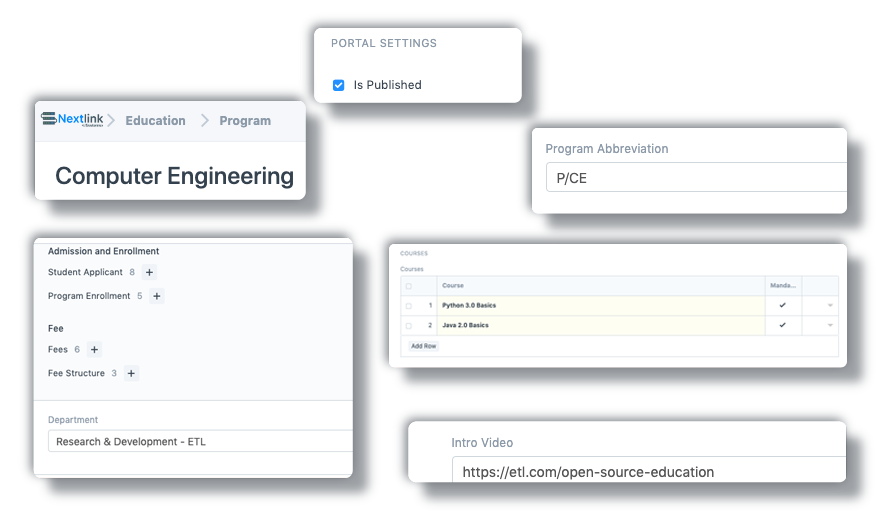 PORTAL SETTINGS
Is Published
Nextlink
Education
Program
Computer Engineering
Program Abbreviation
P/CE
Admission and Enrollment
Student Applicant 8 +
Program Enrollment 5 +
Fee
Fees 6 +
Fee Structure 3 +
Department
Research & Development - ETL
COURSES
Courses
Course Manda...
1 Python 3.0 Basics
2 Java 2.0 Basics
Add Row
Intro Video
https://etl.com/open-source-education